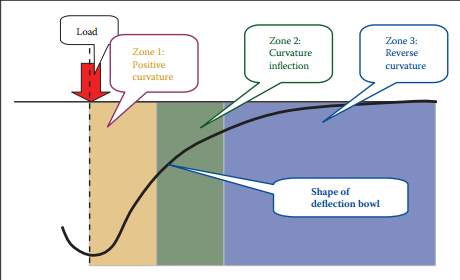 Load
Zone 1:
Positive
curvature
Zone 2:
Curvature
inflection
Zone 3:
Reverse
curvature
Shape of
deflection bowl